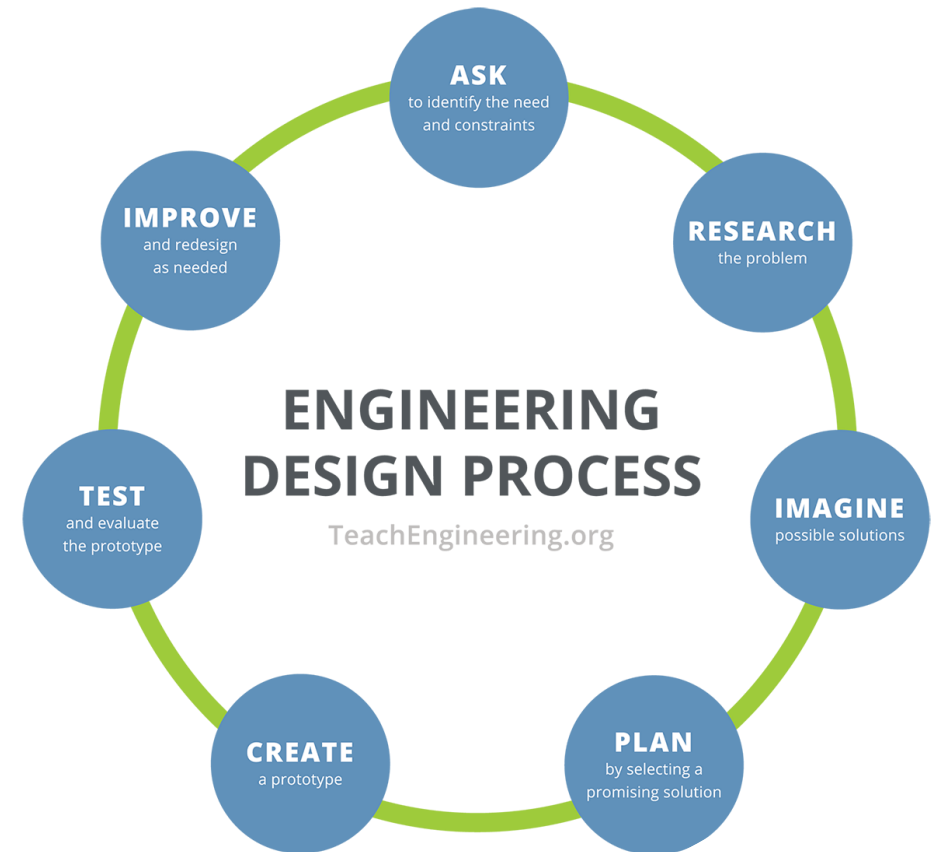 ASK
to identify the need
and constraints
RESEARCH
the problem
IMAGINE
possible solutions
PLAN
by selecting a
promising solution
CREATE
a prototype
TEST
and evaluate
the prototype
IMPROVE
and redesign
as needed
ENGINEERING
DESIGN PROCESS
TeachEngineering.org